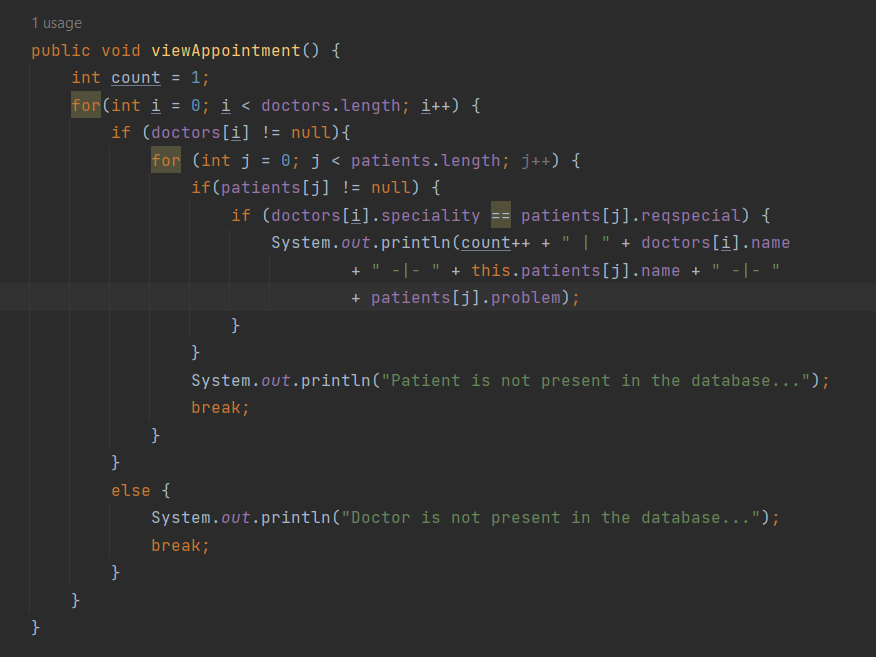 1 usage
public void viewAppointment() {
    int count = 1;
    for(int i = 0; i < doctors.length; i++) {
        if (doctors[i] != null){
            for (int j = 0; j < patients.length; j++) {
                if(patients[j] != null) {
                    if (doctors[i].speciality == patients[j].reqspecial) {
                        System.out.println(count++ + " | " + doctors[i].name
                                + " -|- " + this.patients[j].name + " -|- "
                                + patients[j].problem);
                    }
                }
                System.out.println("Patient is not present in the database...");
                break;
            }
        }
        else {
            System.out.println("Doctor is not present in the database...");
            break;
        }
    }
}